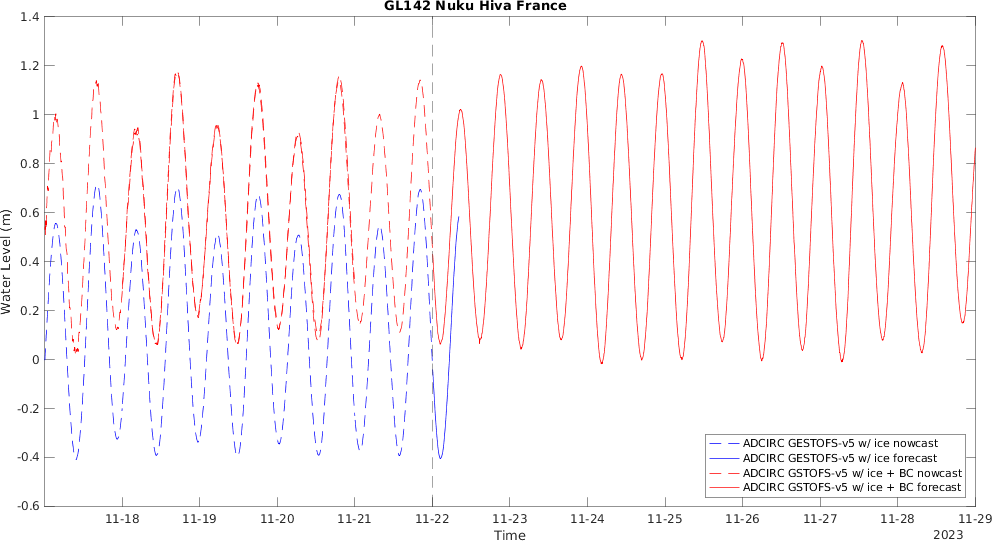 GL142 Nuku Hiva France
1.4
1.2
1
0.8
0.6
0.4
0.2
0
-0.2
-0.4
-0.6
Water Level (m)
11-18 11-19 11-20 11-21 11-22 11-23 11-24 11-25 11-26 11-27 11-28 11-29
Time
2023
ADCIRC GESTOFS-v5 w/ ice nowcast
ADCIRC GESTOFS-v5 w/ ice forecast
ADCIRC GSTOFS-v5 w/ ice + BC nowcast
ADCIRC GSTOFS-v5 w/ ice + BC forecast